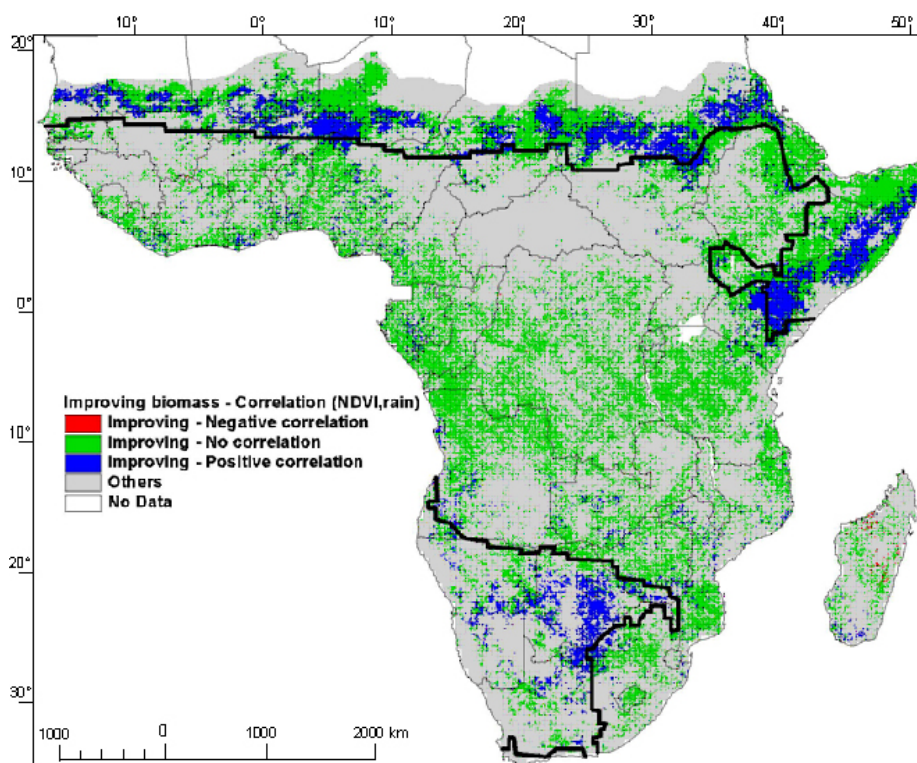 10° 0° 10° 20° 30° 40° 50°
20°
10°
0°
Improving biomass - Correlation (NDVI,rain)
Improving - Negative correlation
Improving - No correlation
Improving - Positive correlation
Others
No Data
10°
20°
30°
1000 0 1000 2000 km